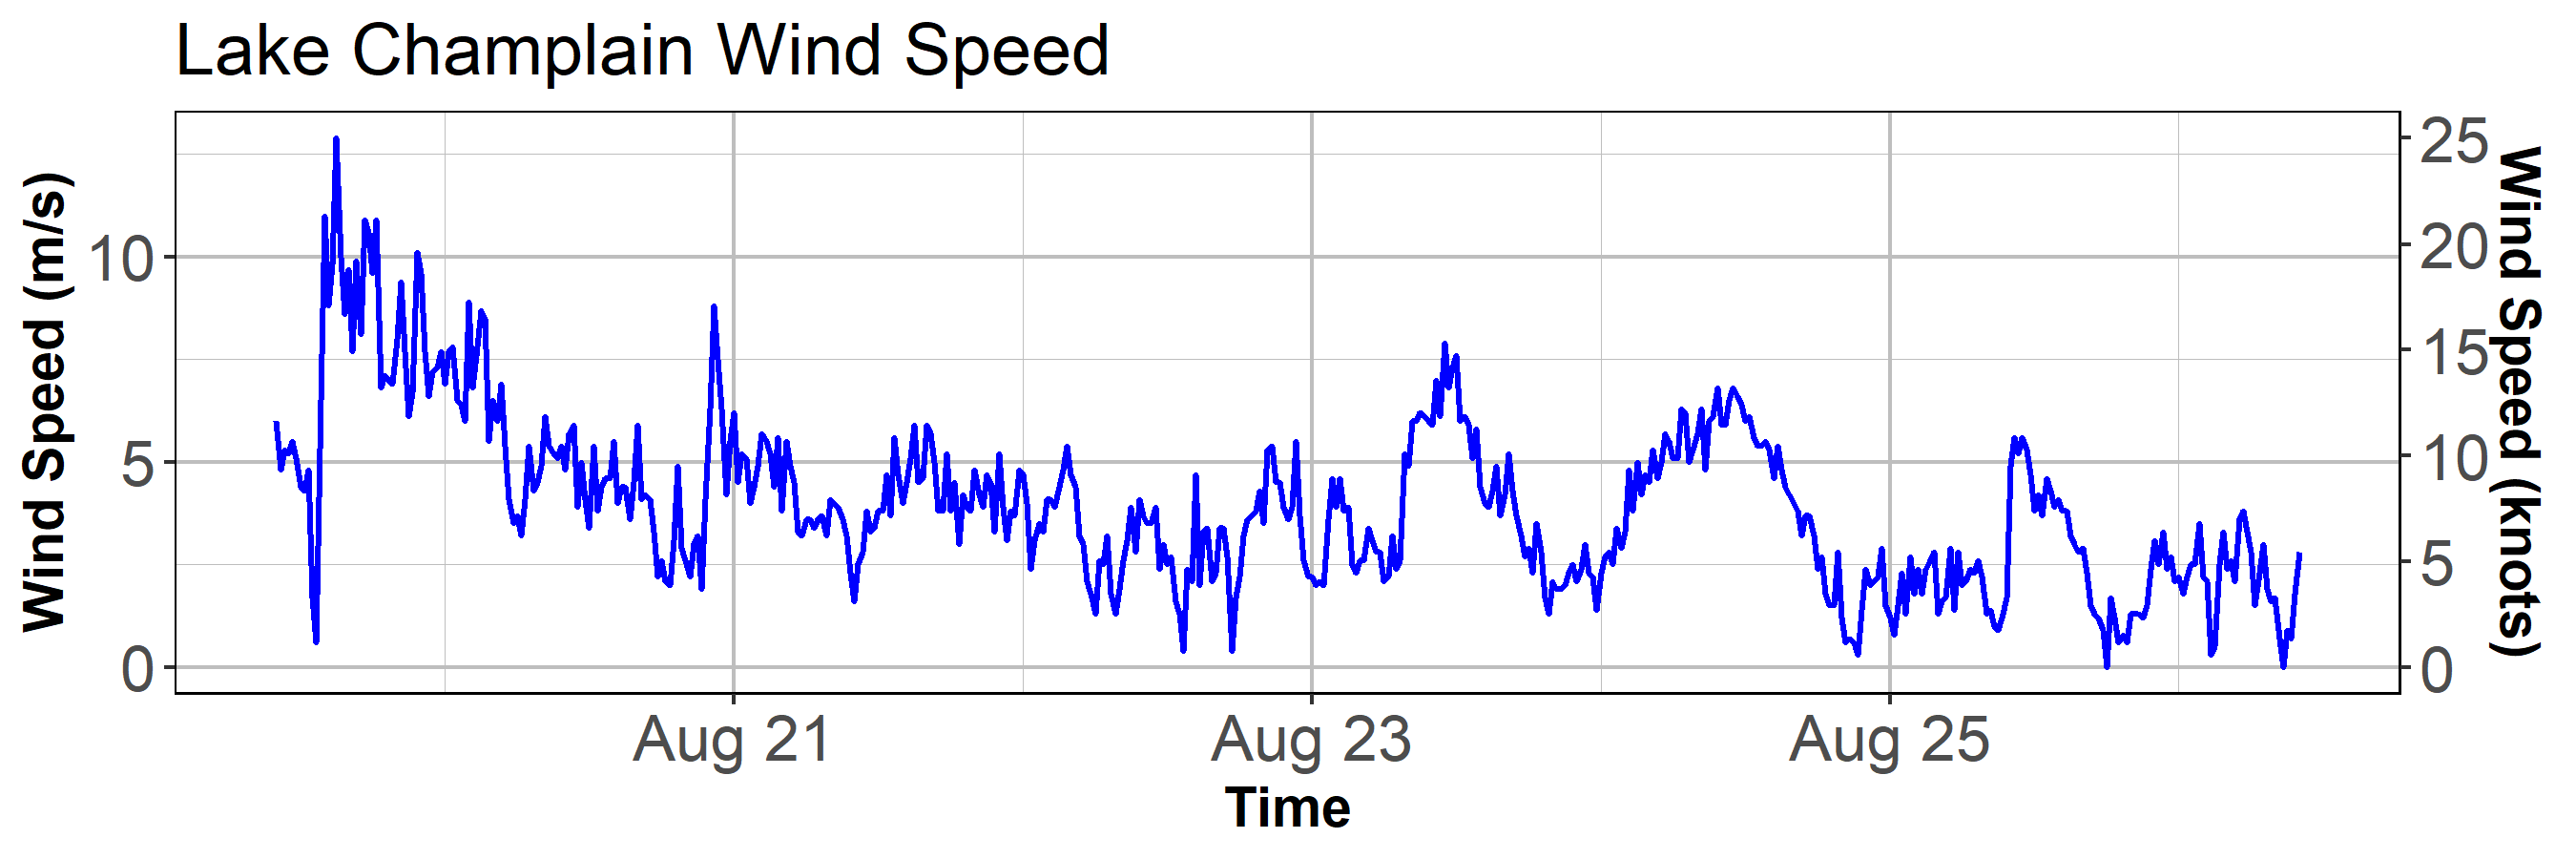 Lake Champlain Wind Speed
Wind Speed (m/s)
10
5
0
25
20
15
10
5
0
Wind Speed (knots)
Aug 21
Aug 23
Aug 25
Time